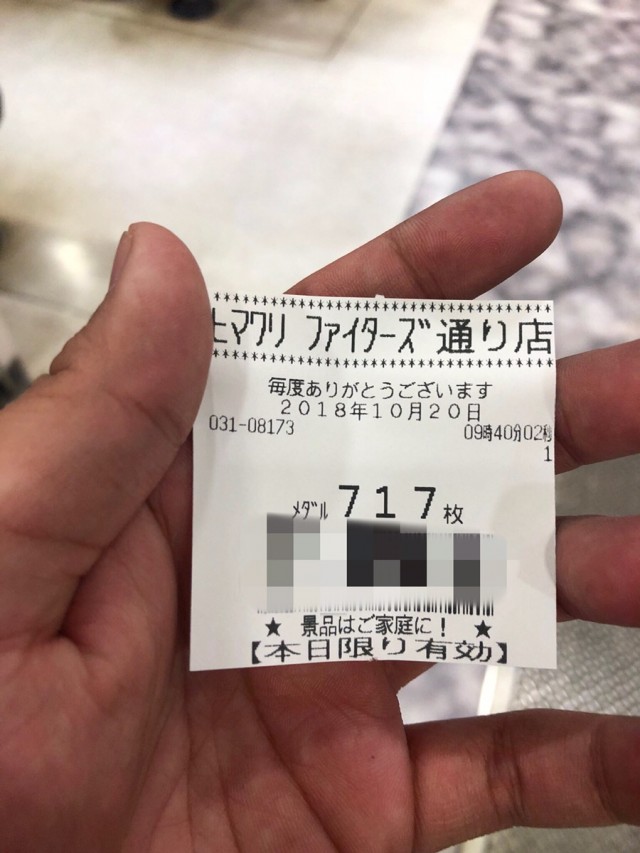 ヒマワリ ファイターズ通り店
毎度ありがとうございます
2018年10月20日
031-08173 09時40分02秒
1
メダル 717枚
★ 景品はご家庭に! ★
【本日限り有効】